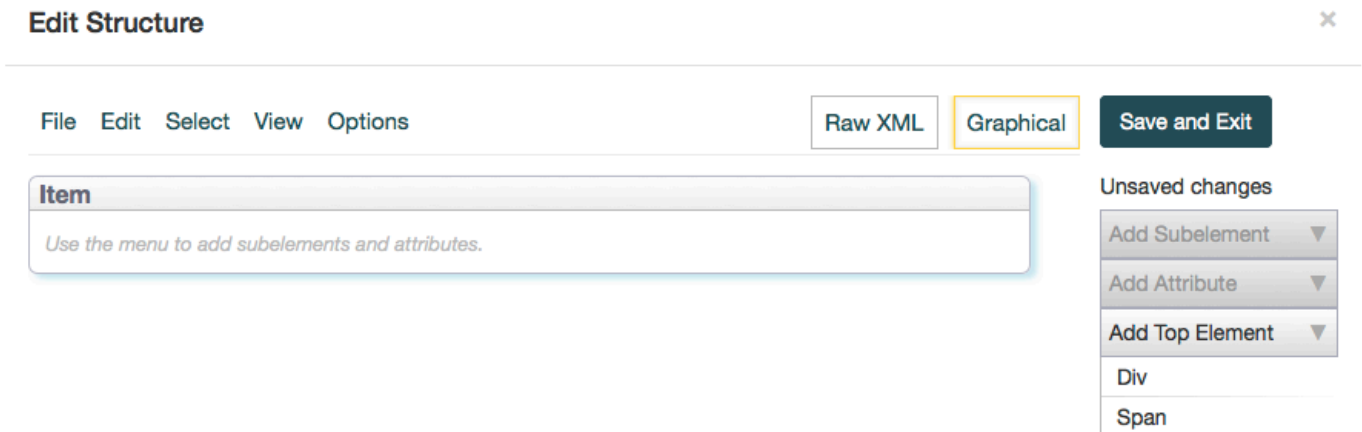 Edit Structure ×
File Edit Select View Options Raw XML Graphical Save and Exit
Item
Use the menu to add subelements and attributes.
Unsaved changes
Add Subelement ▼
Add Attribute ▼
Add Top Element ▼
Div
Span